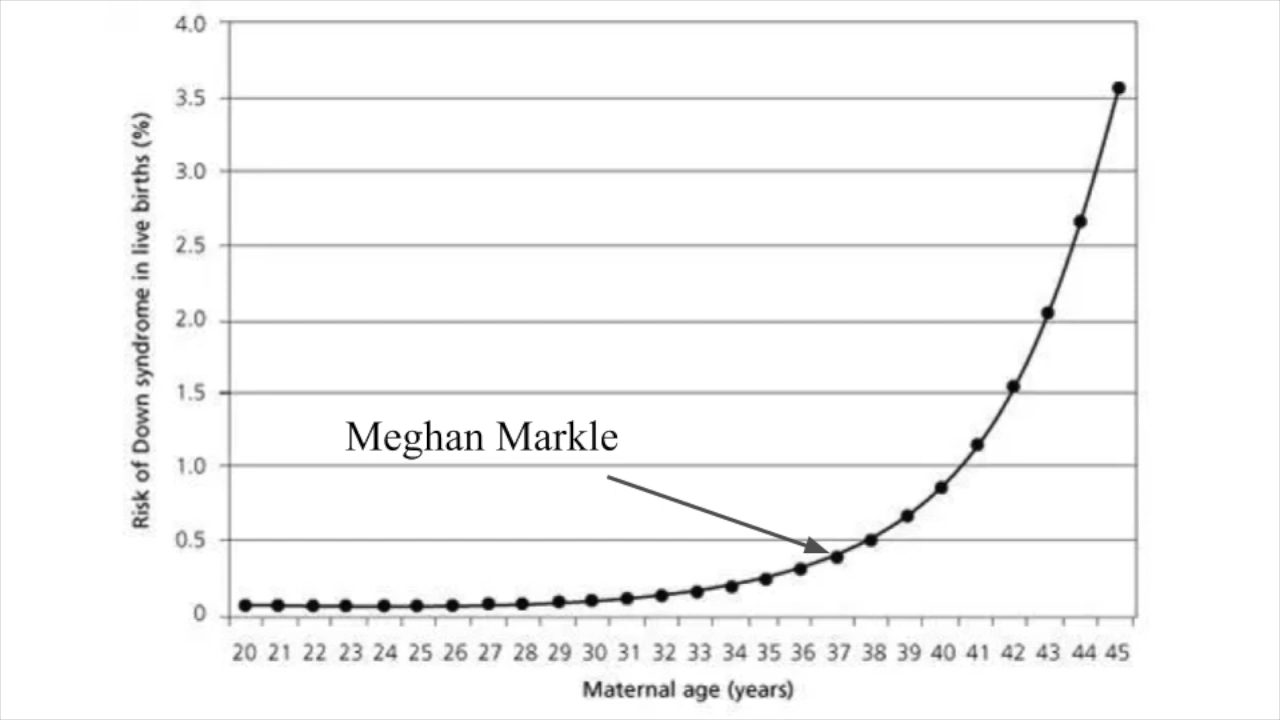 4.0
3.5
3.0
2.5
2.0
1.5
1.0
0.5
0
Risk of Down syndrome in live births (%)
Meghan Markle
20 21 22 23 24 25 26 27 28 29 30 31 32 33 34 35 36 37 38 39 40 41 42 43 44 45
Maternal age (years)